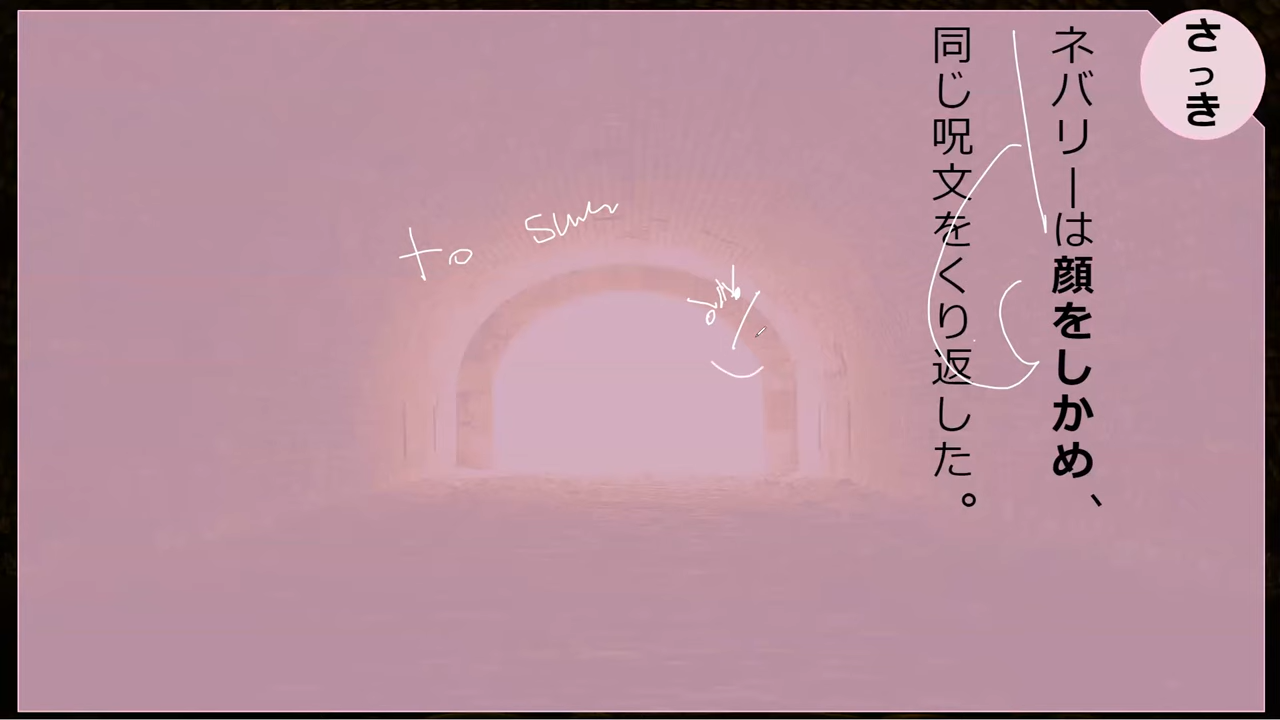 さっき
ネバリーは顔をしかめ、
同じ呪文をくり返した。
to